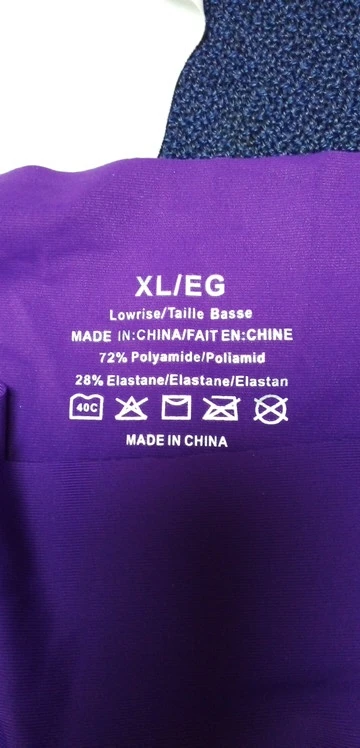 XL/EG
Lowrise/Taille Basse
MADE IN:CHINA/FAIT EN:CHINE
72% Polyamide/Poliamid
28% Elastane/Elastane/Elastan
40C
MADE IN CHINA